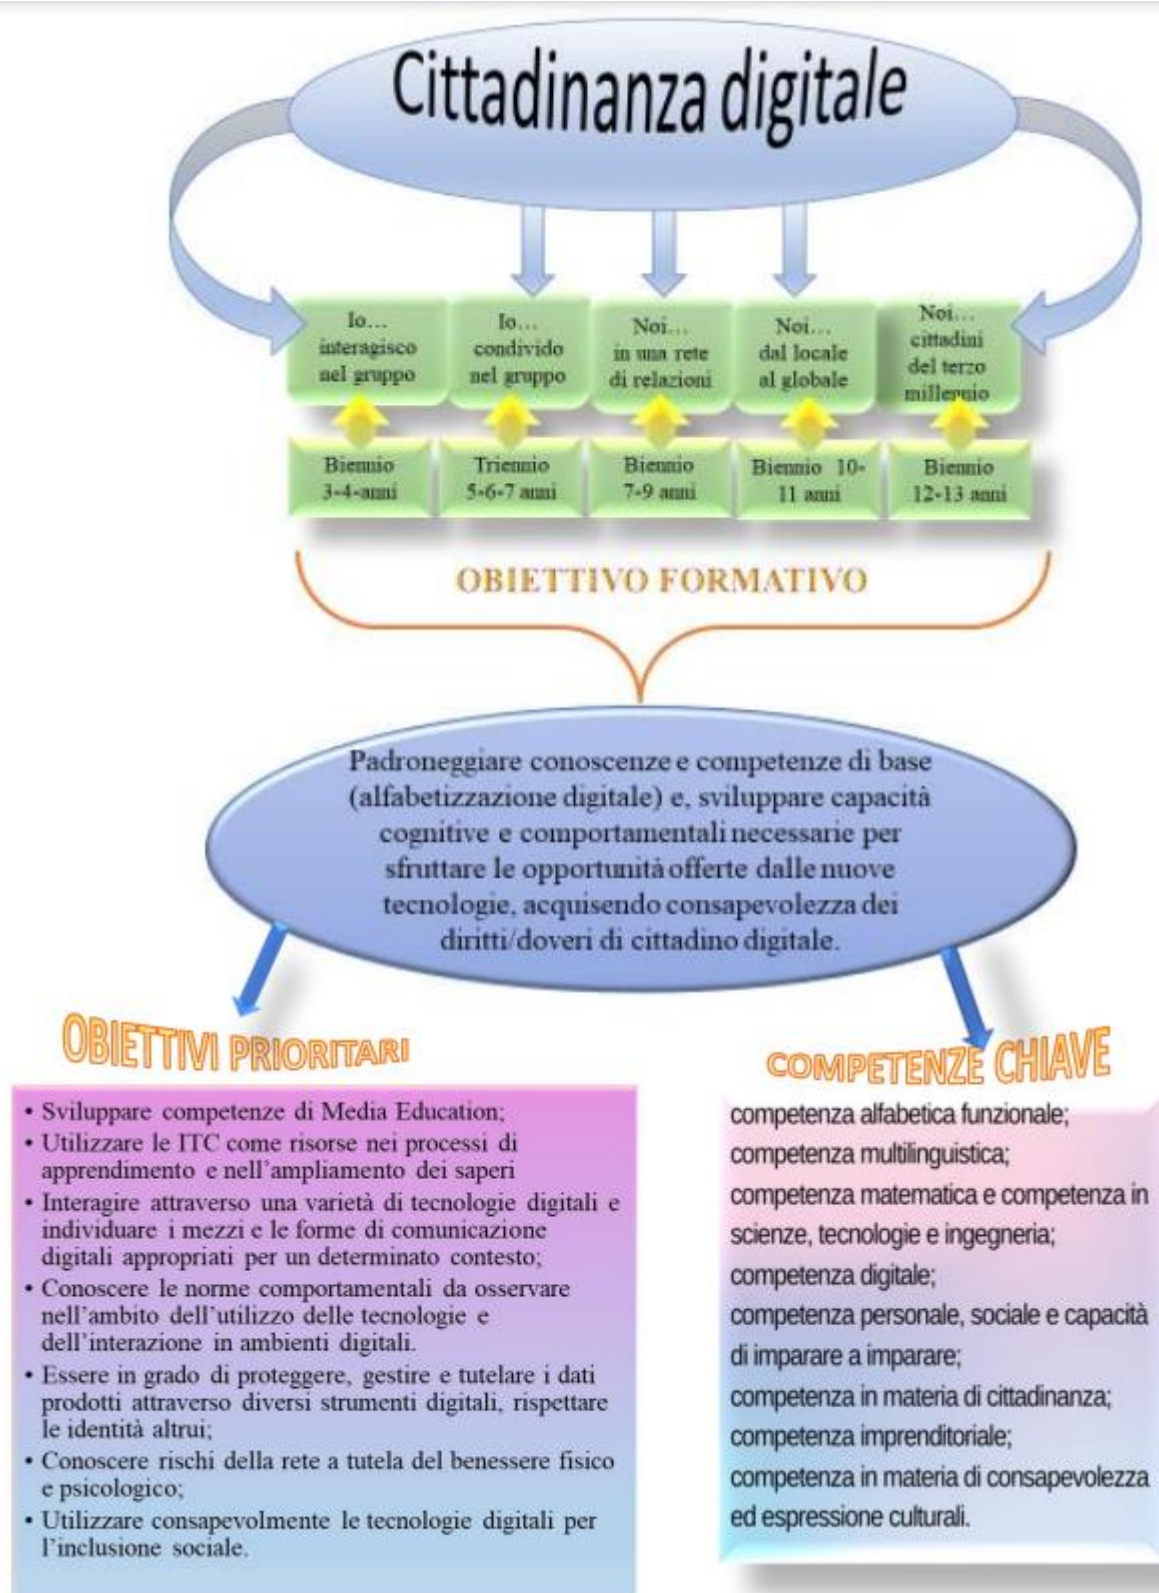 Cittadinanza digitale
Io...
interagisco
nel gruppo
Io...
condivido
nel gruppo
Noi...
in una rete
di relazioni
Noi...
dal locale
al globale
Noi...
cittadini
del terzo
millennio
Biennio
3-4-anni
Triennio
5-6-7 anni
Biennio
7-9 anni
Biennio 10-
11 anni
Biennio
12-13 anni
OBIETTIVO FORMATIVO
Padroneggiare conoscenze e competenze di base
(alfabetizzazione digitale) e, sviluppare capacità
cognitive e comportamentali necessarie per
sfruttare le opportunità offerte dalle nuove
tecnologie, acquisendo consapevolezza dei
diritti/doveri di cittadino digitale.
OBIETTIVI PRIORITARI
• Sviluppare competenze di Media Education;
• Utilizzare le ITC come risorse nei processi di
apprendimento e nell'ampliamento dei saperi
• Interagire attraverso una varietà di tecnologie digitali e
individuare i mezzi e le forme di comunicazione
digitali appropriati per un determinato contesto;
• Conoscere le norme comportamentali da osservare
nell'ambito dell'utilizzo delle tecnologie e
dell'interazione in ambienti digitali.
• Essere in grado di proteggere, gestire e tutelare i dati
prodotti attraverso diversi strumenti digitali, rispettare
le identità altrui;
• Conoscere rischi della rete a tutela del benessere fisico
e psicologico;
• Utilizzare consapevolmente le tecnologie digitali per
l'inclusione sociale.
COMPETENZE CHIAVE
competenza alfabetica funzionale;
competenza multilinguistica;
competenza matematica e competenza in
scienze, tecnologie e ingegneria;
competenza digitale;
competenza personale, sociale e capacità
di imparare a imparare;
competenza in materia di cittadinanza;
competenza imprenditoriale;
competenza in materia di consapevolezza
ed espressione culturali.